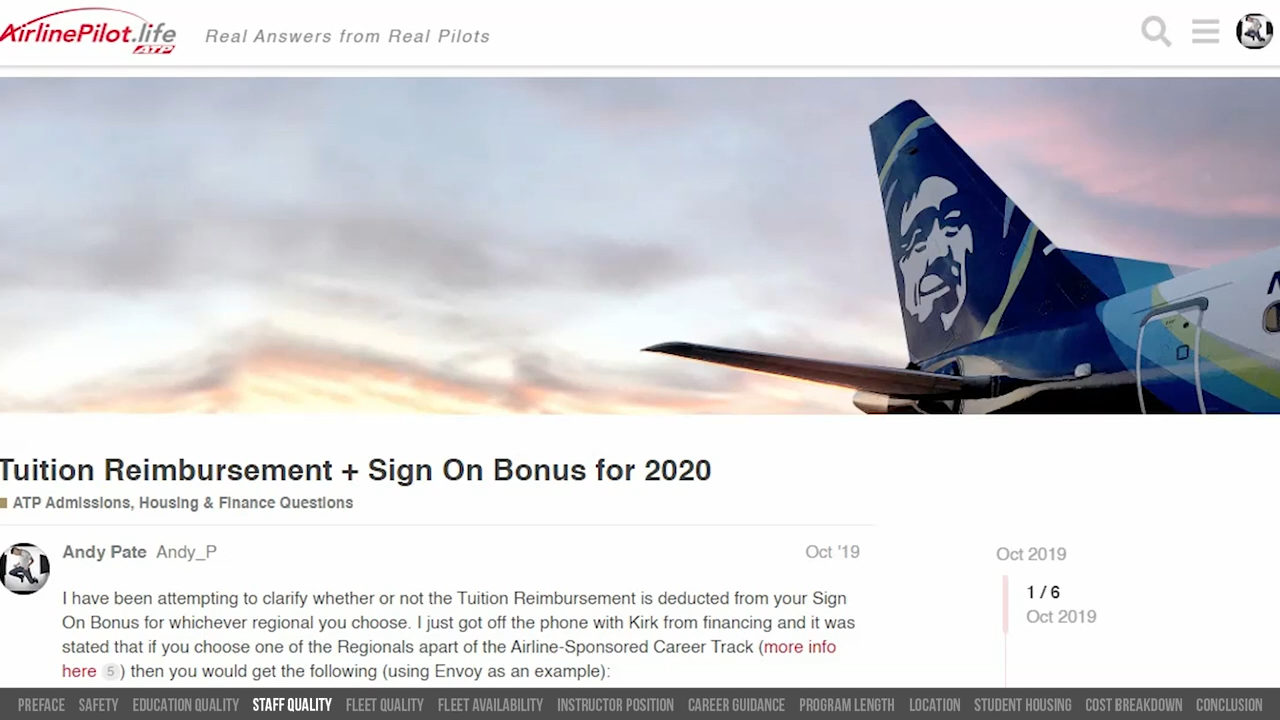 AirlinePilot.life
ATP
Real Answers from Real Pilots
Tuition Reimbursement + Sign On Bonus for 2020
ATP Admissions, Housing & Finance Questions
Andy Pate Andy_P Oct '19
I have been attempting to clarify whether or not the Tuition Reimbursement is deducted from your Sign
On Bonus for whichever regional you choose. I just got off the phone with Kirk from financing and it was
stated that if you choose one of the Regionals apart of the Airline-Sponsored Career Track (more info
here 5) then you would get the following (using Envoy as an example):
Oct 2019
1 / 6
Oct 2019
PREFACE SAFETY EDUCATION QUALITY STAFF QUALITY FLEET QUALITY FLEET AVAILABILITY INSTRUCTOR POSITION CAREER GUIDANCE PROGRAM LENGTH LOCATION STUDENT HOUSING COST BREAKDOWN CONCLUSION